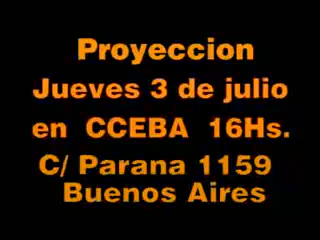 Proyeccion
Jueves 3 de julio
en CCEBA 16Hs.
C/ Parana 1159
Buenos Aires